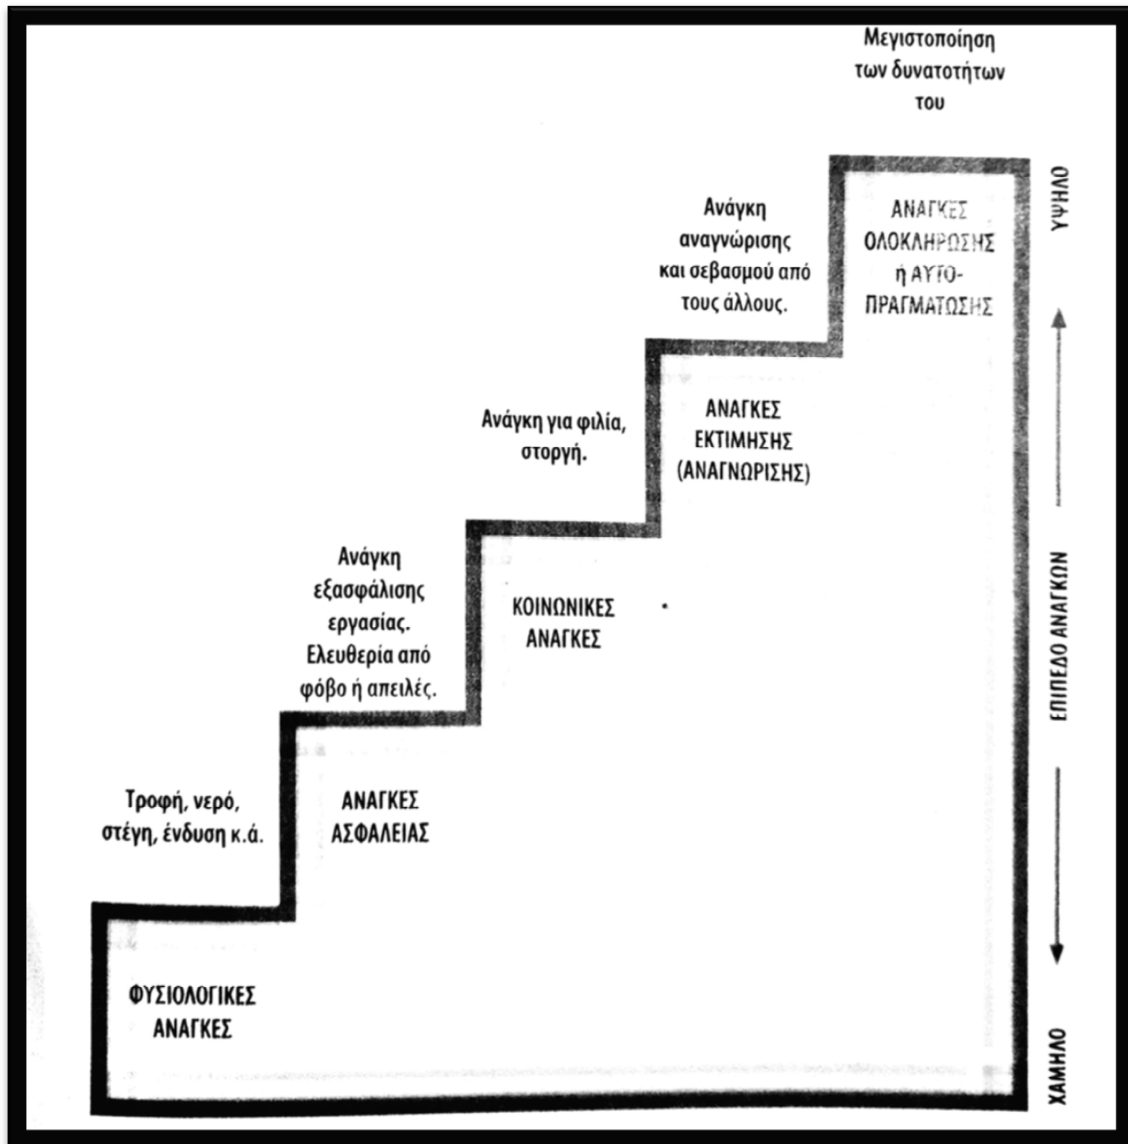 Μεγιστοποίηση
των δυνατοτήτων
του
ΑΝΑΓΚΕΣ
ΟΛΟΚΛΗΡΩΣΗΣ
ή ΑΥΤΟ-
ΠΡΑΓΜΑΤΩΣΗΣ
Ανάγκη
αναγνώρισης
και σεβασμού από
τους άλλους.
ΑΝΑΓΚΕΣ
ΕΚΤΙΜΗΣΗΣ
(ΑΝΑΓΝΩΡΙΣΗΣ)
Ανάγκη για φιλία,
στοργή.
ΚΟΙΝΩΝΙΚΕΣ
ΑΝΑΓΚΕΣ
Ανάγκη
εξασφάλισης
εργασίας.
Ελευθερία από
φόβο ή απειλές.
ΑΝΑΓΚΕΣ
ΑΣΦΑΛΕΙΑΣ
Τροφή, νερό,
στέγη, ένδυση κ.ά.
ΦΥΣΙΟΛΟΓΙΚΕΣ
ΑΝΑΓΚΕΣ
ΥΨΗΛΟ
ΕΠΙΠΕΔΟ ΑΝΑΓΚΩΝ
ΧΑΜΗΛΟ